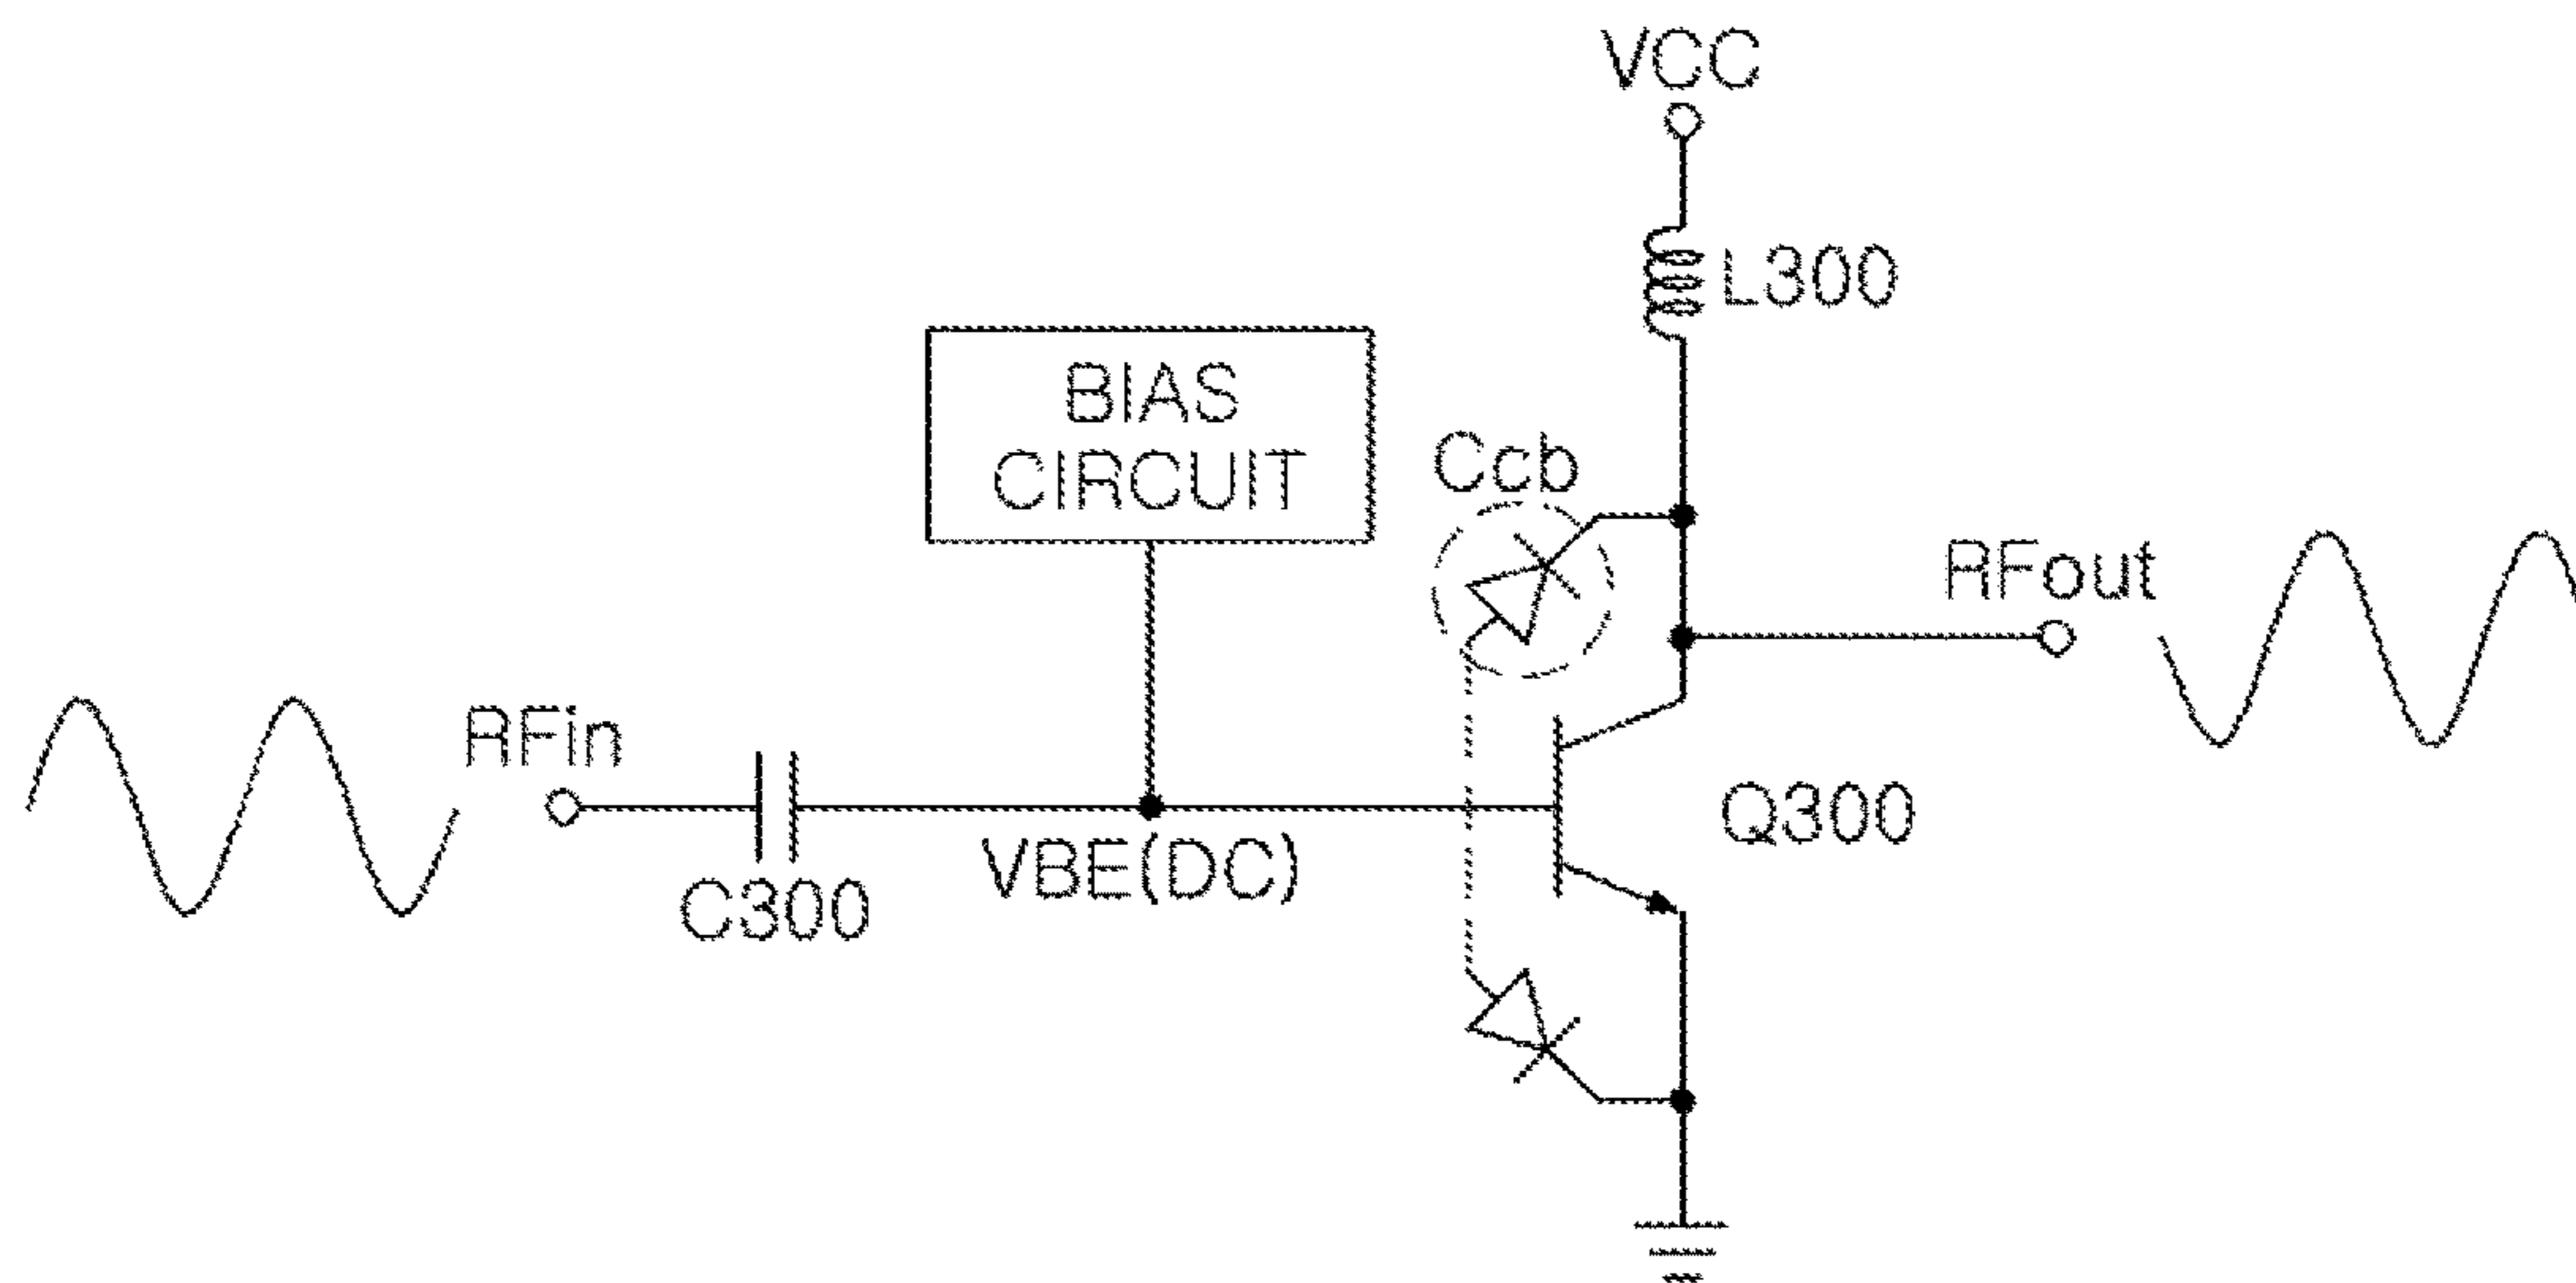 VCC
L300
BIAS
CIRCUIT
Ccb
RFout
RFin
Q300
VBE(DC)
C300